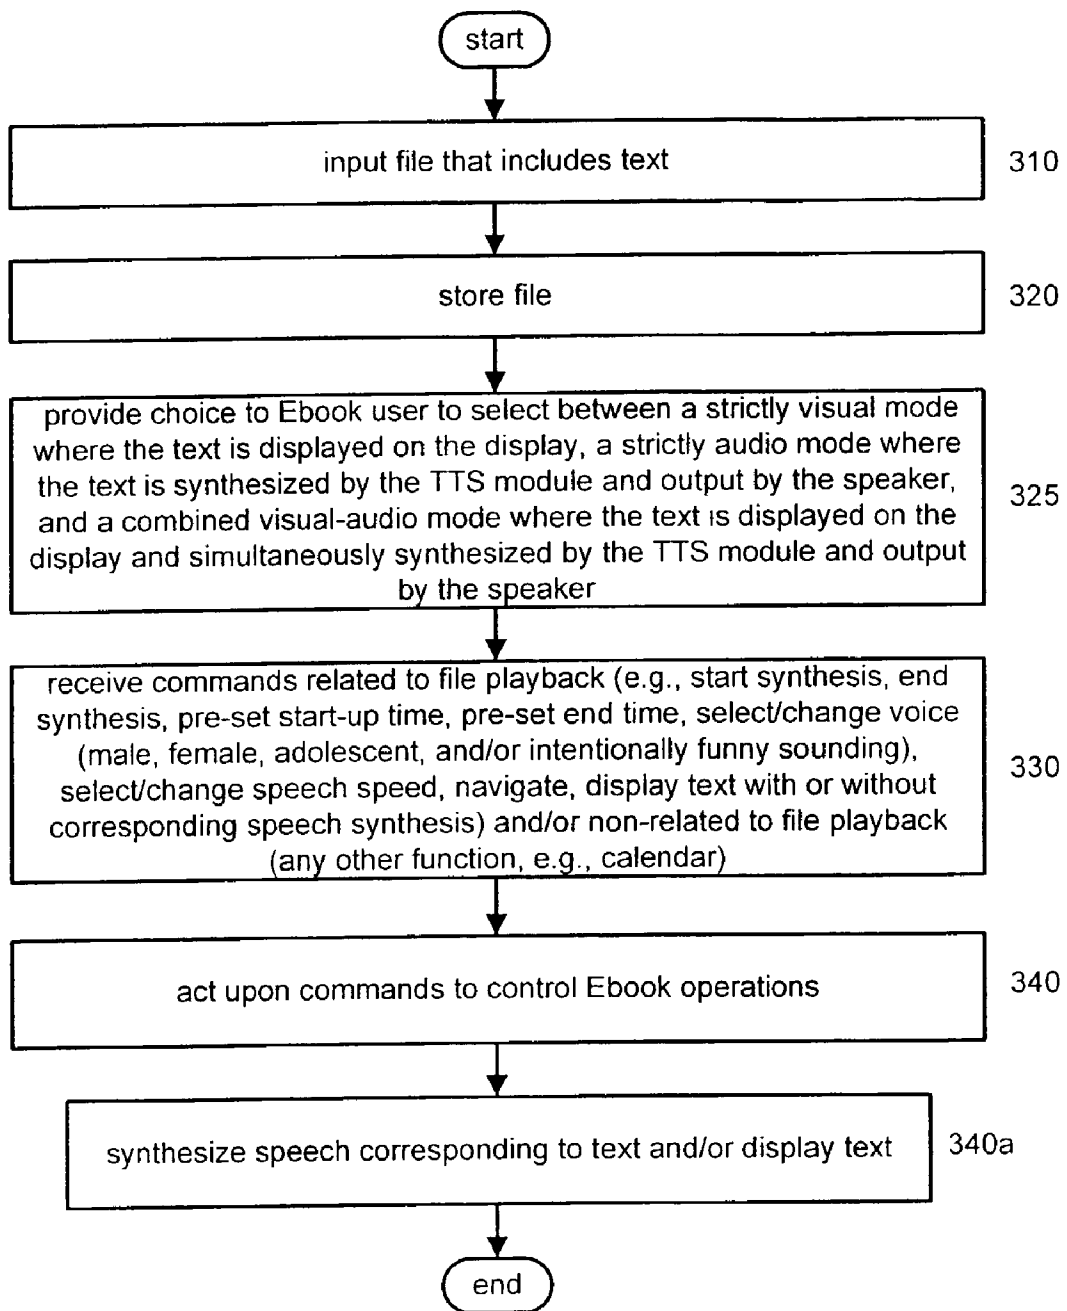 start
input file that includes text
310
store file
320
provide choice to Ebook user to select between a strictly visual mode
where the text is displayed on the display, a strictly audio mode where
the text is synthesized by the TTS module and output by the speaker,
and a combined visual-audio mode where the text is displayed on the
display and simultaneously synthesized by the TTS module and output
by the speaker
325
receive commands related to file playback (e.g., start synthesis, end
synthesis, pre-set start-up time, pre-set end time, select/change voice
(male, female, adolescent, and/or intentionally funny sounding),
select/change speech speed, navigate, display text with or without
corresponding speech synthesis) and/or non-related to file playback
(any other function, e.g., calendar)
330
act upon commands to control Ebook operations
340
synthesize speech corresponding to text and/or display text
340a
end